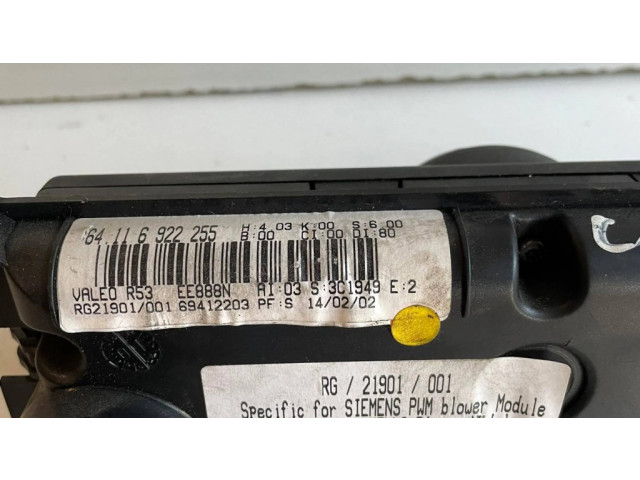 64.11 6 922 255 H:4.03 K:00 S:6.00
B:00 CI:00 DI:80
VALEO R53 EE888N AI:03 S:3C1949 E:2
RG21901/001 69412203 PF:S 14/02/02
RG / 21901 / 001
Specific for SIEMENS PWM blower Module